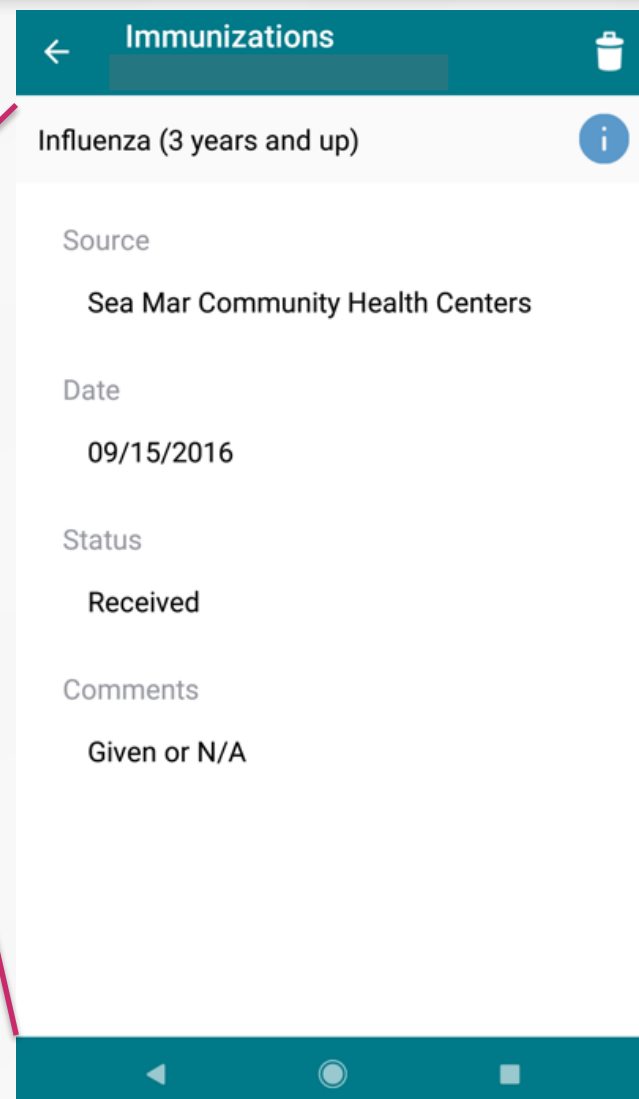 Immunizations
Influenza (3 years and up)
i
Source
Sea Mar Community Health Centers
Date
09/15/2016
Status
Received
Comments
Given or N/A